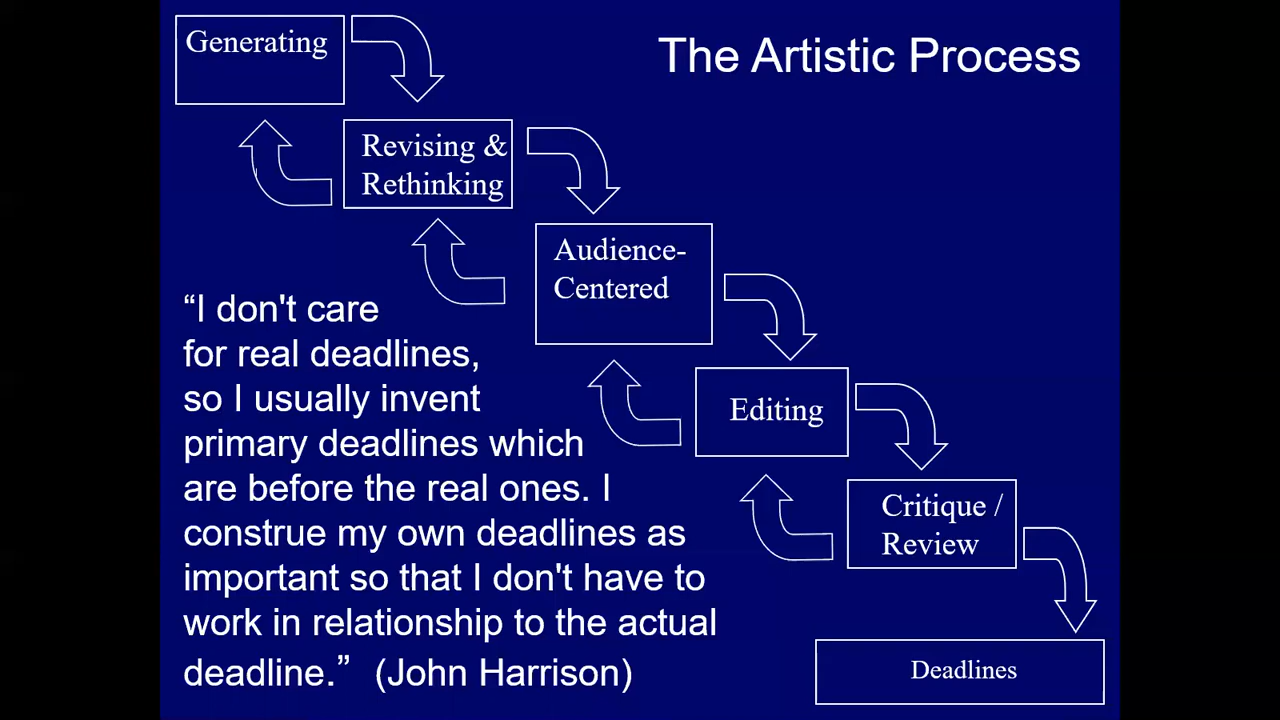 The Artistic Process
Generating
Revising &
Rethinking
Audience-
Centered
Editing
Critique /
Review
Deadlines
“I don't care
for real deadlines,
so I usually invent
primary deadlines which
are before the real ones. I
construe my own deadlines as
important so that I don't have to
work in relationship to the actual
deadline.” (John Harrison)